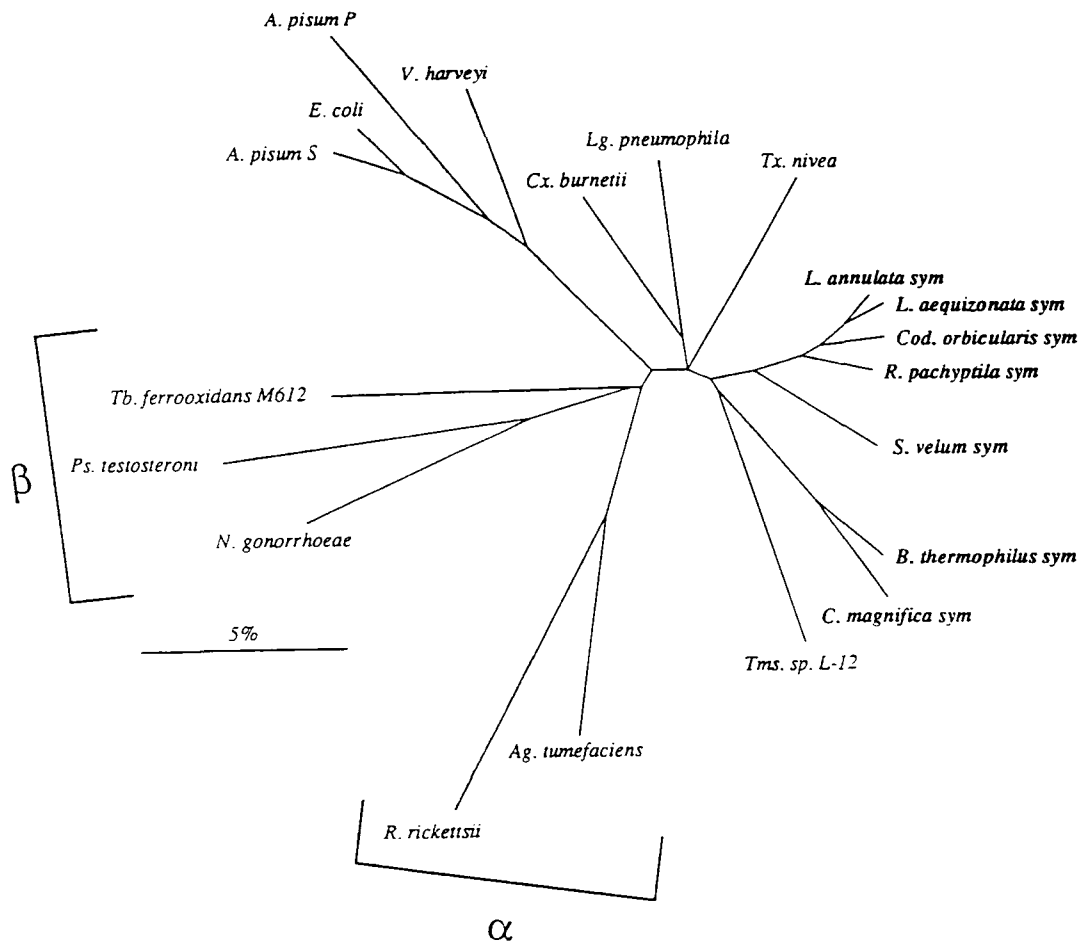 A. pisum P
V. harveyi
E. coli
A. pisum S
Lg. pneumophila
Cx. burnetii
Tx. nivea
L. annulata sym
L. aequizonata sym
Cod. orbicularis sym
R. pachyptila sym
S. velum sym
B. thermophilus sym
C. magnifica sym
Tms. sp. L-12
Tb. ferrooxidans M612
Ps. testosteroni
N. gonorrhoeae
β
5%
Ag. tumefaciens
R. rickettsii
α